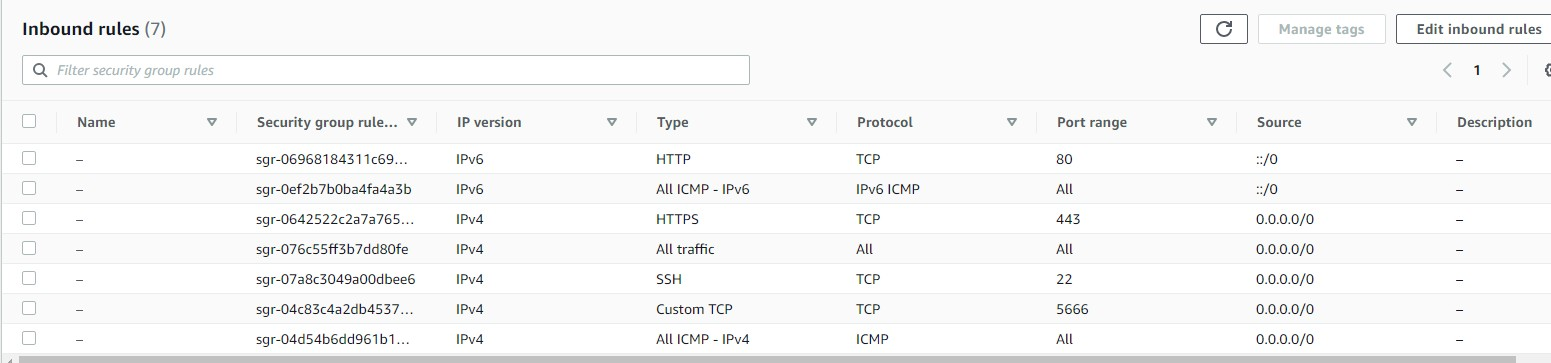 Inbound rules (7)
Manage tags
Edit inbound rules
Filter security group rules
1
Name Security group rule... IP version Type Protocol Port range Source Description
– sgr-06968184311c69... IPv6 HTTP TCP 80 ::/0 –
– sgr-0ef2b7b0ba4fa4a3b IPv6 All ICMP - IPv6 IPv6 ICMP All ::/0 –
– sgr-0642522c2a7a765... IPv4 HTTPS TCP 443 0.0.0.0/0 –
– sgr-076c55ff3b7dd80fe IPv4 All traffic All All 0.0.0.0/0 –
– sgr-07a8c3049a00dbee6 IPv4 SSH TCP 22 0.0.0.0/0 –
– sgr-04c83c4a2db4537... IPv4 Custom TCP TCP 5666 0.0.0.0/0 –
– sgr-04d54b6dd961b1... IPv4 All ICMP - IPv4 ICMP All 0.0.0.0/0 –